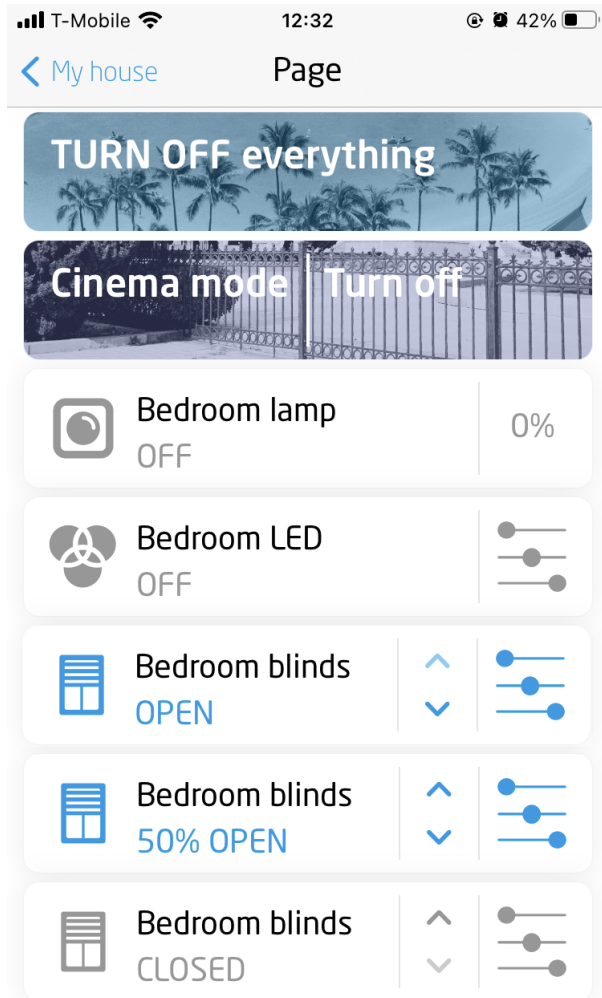 T-Mobile 12:32 42%
My house Page
TURN OFF everything
Cinema mode Turn off
Bedroom lamp
OFF
0%
Bedroom LED
OFF
Bedroom blinds
OPEN
Bedroom blinds
50% OPEN
Bedroom blinds
CLOSED